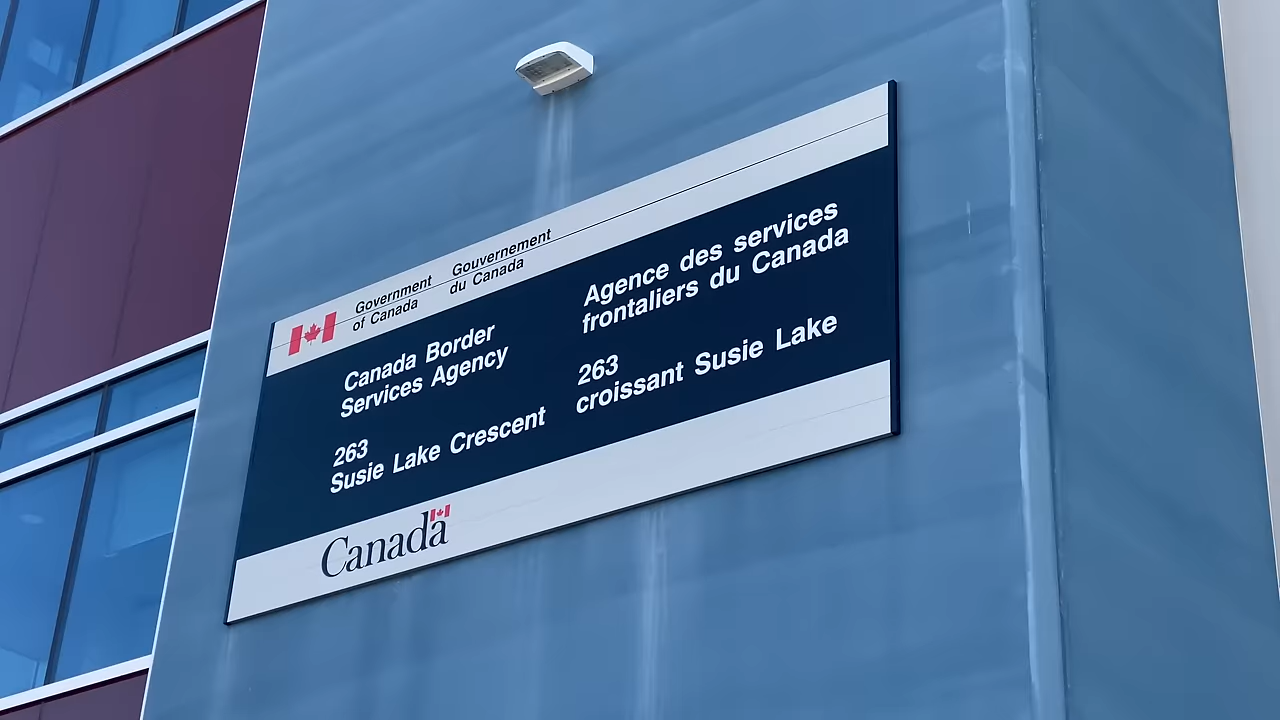 Government
of Canada
Gouvernement
du Canada
Canada Border
Services Agency
263
Susie Lake Crescent
Agence des services
frontaliers du Canada
263
croissant Susie Lake
Canada